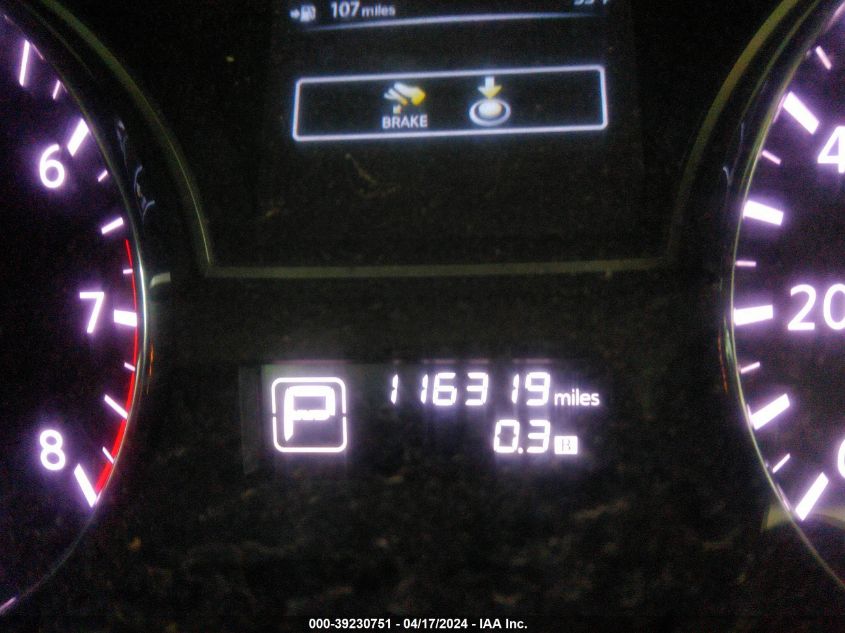 107 miles
BRAKE
6
7
8
4
20
P
116319 miles
0.3 B
000-39230751 - 04/17/2024 - IAA Inc.